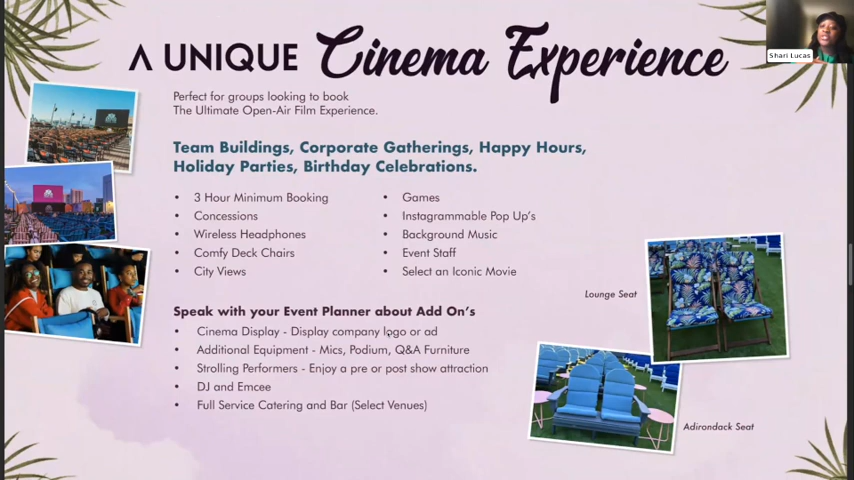 A UNIQUE Cinema Experience
Shari Lucas
Perfect for groups looking to book
The Ultimate Open-Air Film Experience.
Team Buildings, Corporate Gatherings, Happy Hours,
Holiday Parties, Birthday Celebrations.
• 3 Hour Minimum Booking
• Concessions
• Wireless Headphones
• Comfy Deck Chairs
• City Views
• Games
• Instagrammable Pop Up's
• Background Music
• Event Staff
• Select an Iconic Movie
Lounge Seat
Speak with your Event Planner about Add On's
• Cinema Display - Display company logo or ad
• Additional Equipment - Mics, Podium, Q&A Furniture
• Strolling Performers - Enjoy a pre or post show attraction
• DJ and Emcee
• Full Service Catering and Bar (Select Venues)
Adirondack Seat